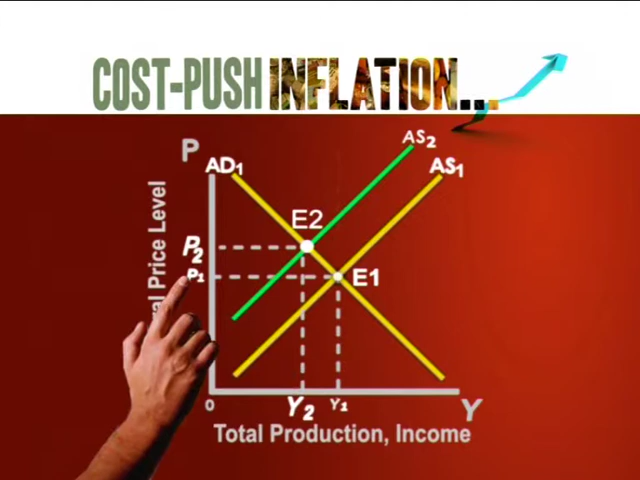 COST-PUSH INFLATION...
P
AD1
AS2
AS1
E2
P2
P1
E1
Price Level
0
Y2
Y1
Y
Total Production, Income